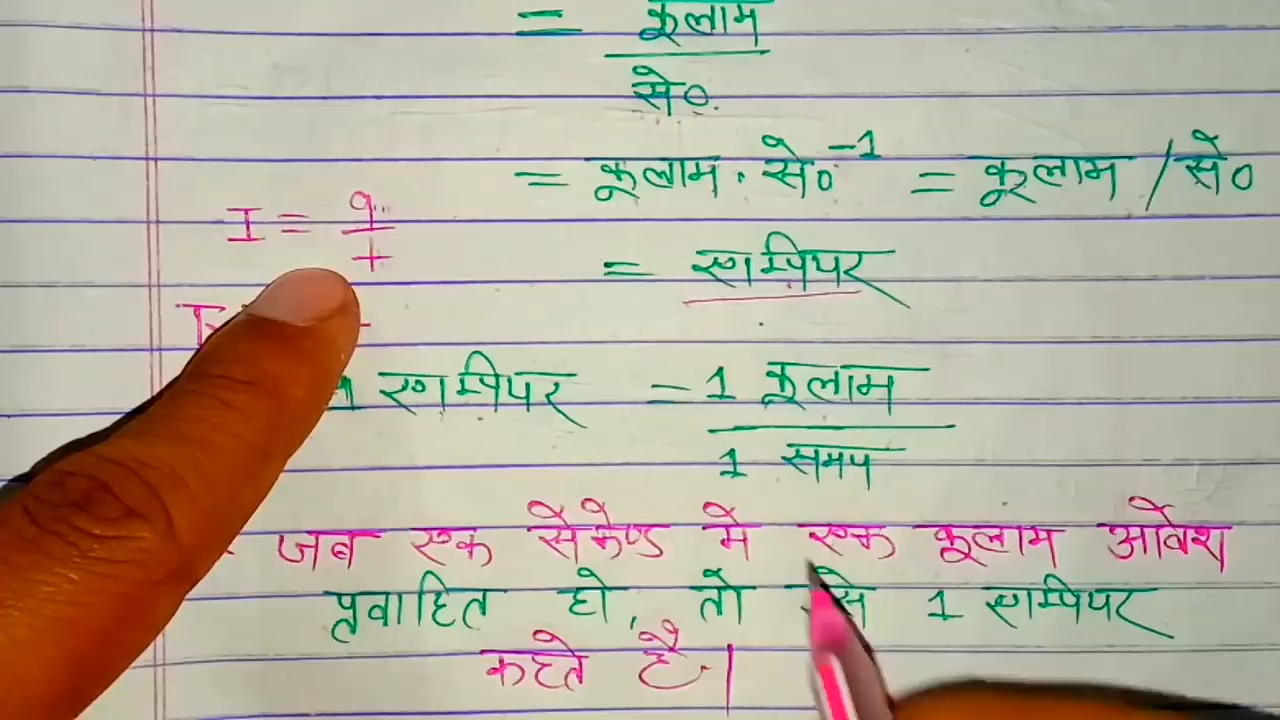 = कूलाम
से०
= कूलाम · से०⁻¹ = कूलाम / से०
I = q/t
= एम्पियर
1 एम्पियर = 1 कूलाम
1 समय
जब एक सेकेण्ड मे एक कूलाम आवेश
प्रवाहित हो, तो 1 एम्पियर
कहते है।